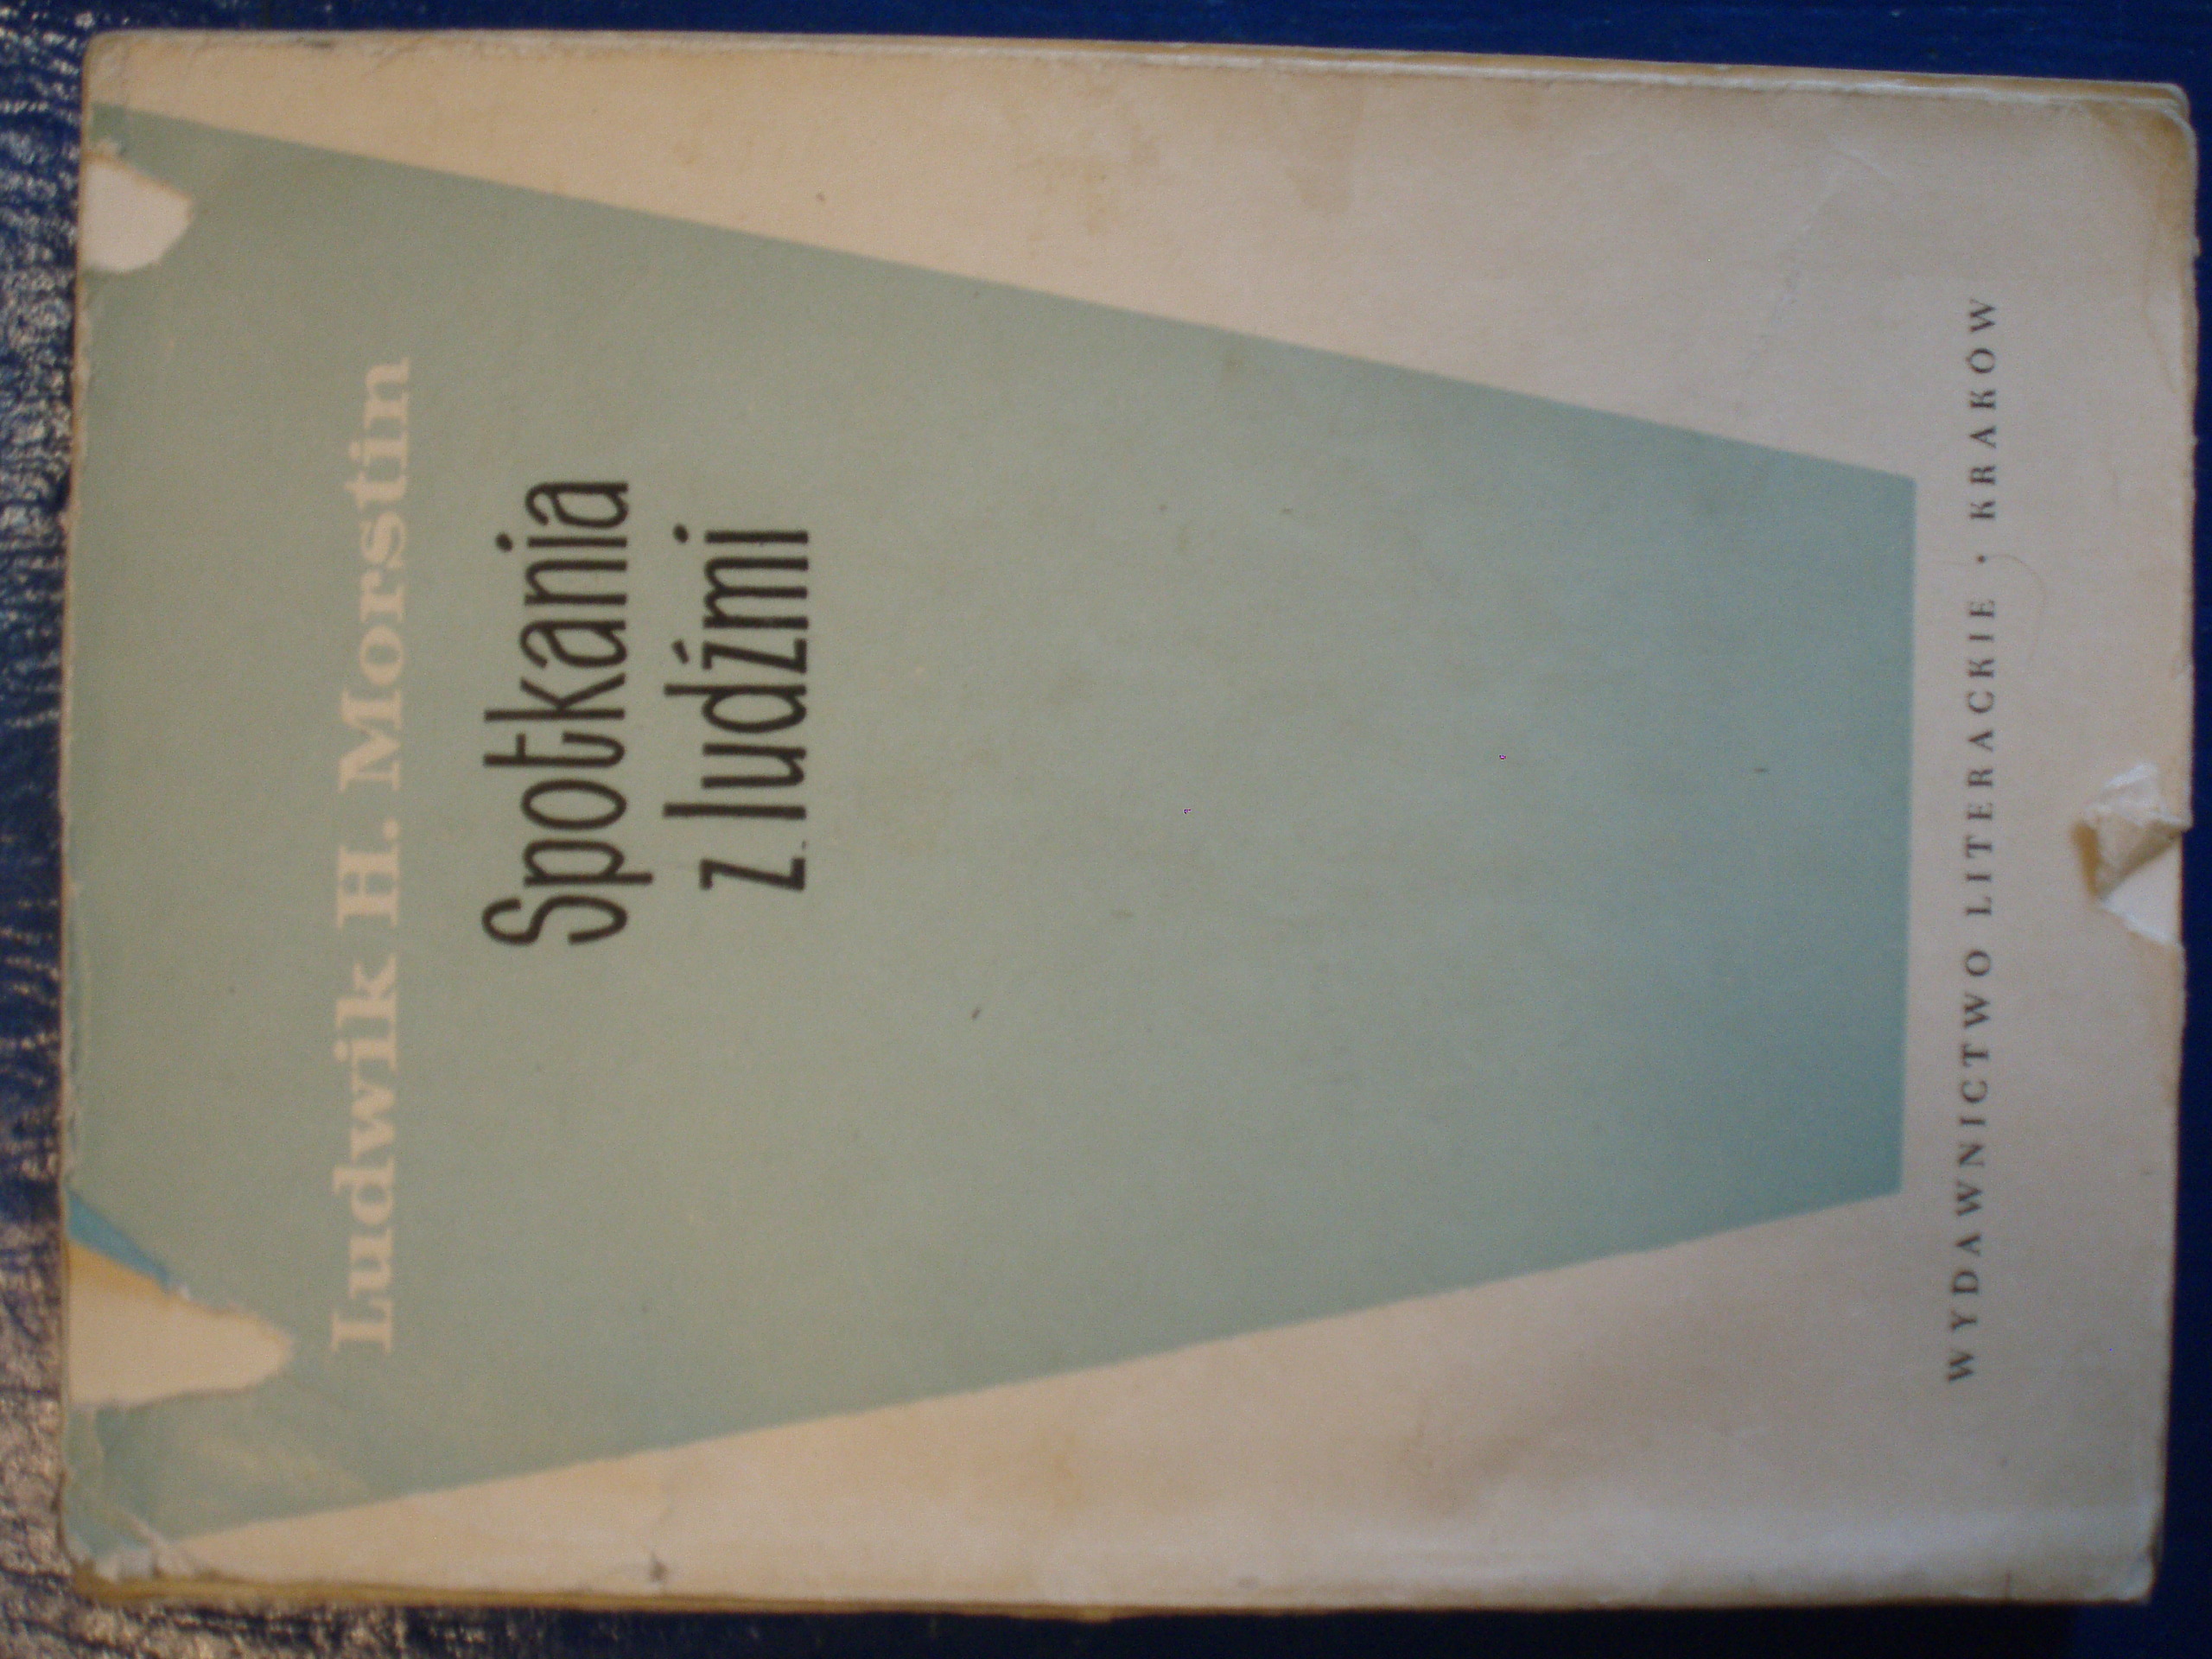 Ludwik H. Morstin
Spotkania
z ludźmi
WYDAWNICTWO LITERACKIE • KRAKÓW